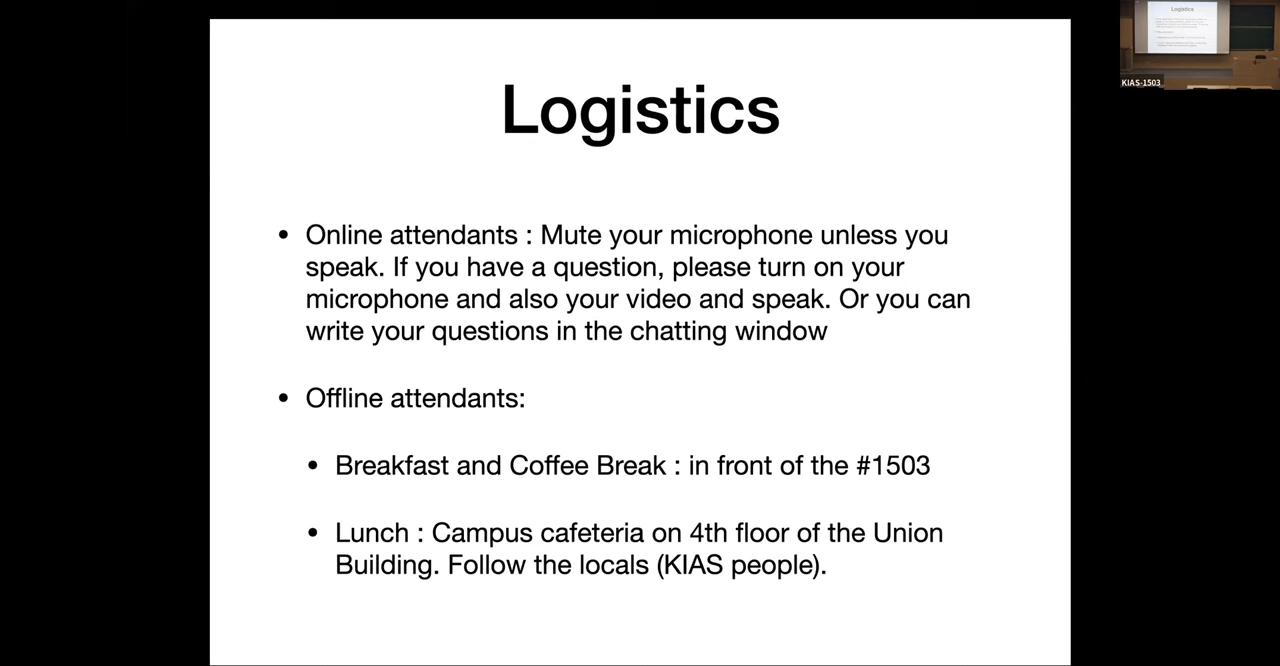 Logistics
Logistics
KIAS-1503
• Online attendants : Mute your microphone unless you
speak. If you have a question, please turn on your
microphone and also your video and speak. Or you can
write your questions in the chatting window
• Offline attendants:
• Breakfast and Coffee Break : in front of the #1503
• Lunch : Campus cafeteria on 4th floor of the Union
Building. Follow the locals (KIAS people).